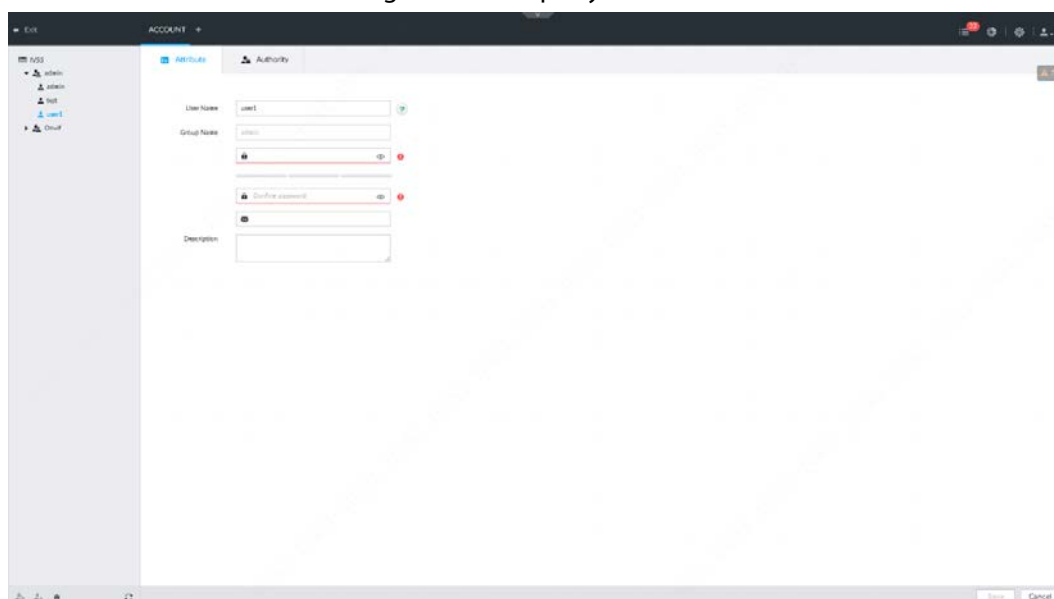 Exit
ACCOUNT +
IVSS
admin
admin
test
user1
Onvif
Attribute
Authority
User Name user1
Group Name admin
Confirm password
Description
Save
Cancel